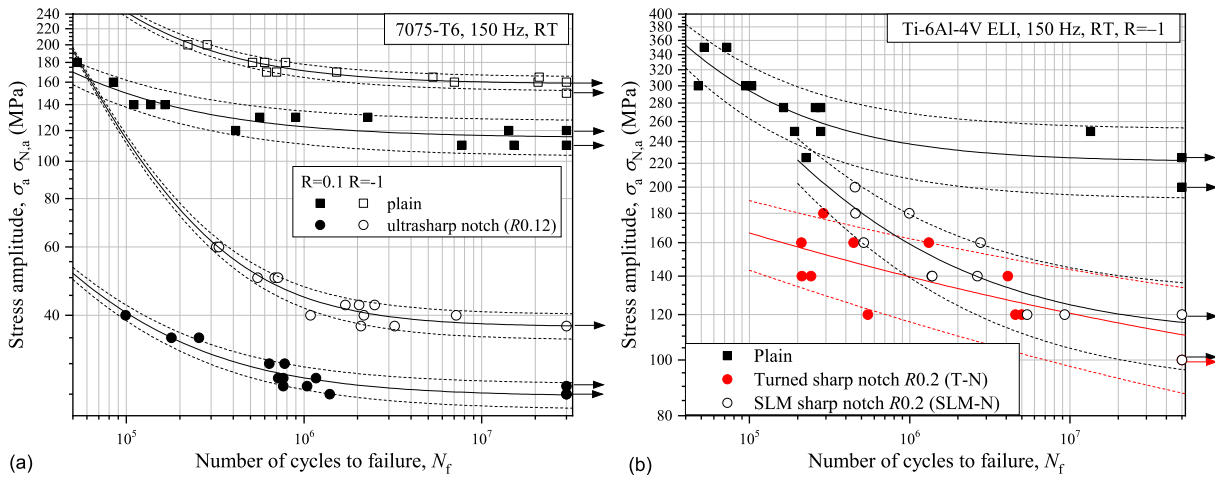 7075-T6, 150 Hz, RT
240
220
200
180
160
140
120
100
60
40
Stress amplitude, σa σN,a (MPa)
R=0.1 R=-1
plain
ultrasharp notch (R0.12)
10^5
10^6
10^7
(a)
Number of cycles to failure, Nf
Ti-6Al-4V ELI, 150 Hz, RT, R=-1
400
380
360
340
320
300
280
260
240
220
200
180
160
140
120
100
80
Stress amplitude, σa σN,a (MPa)
Plain
Turned sharp notch R0.2 (T-N)
SLM sharp notch R0.2 (SLM-N)
10^5
10^6
10^7
(b)
Number of cycles to failure, Nf